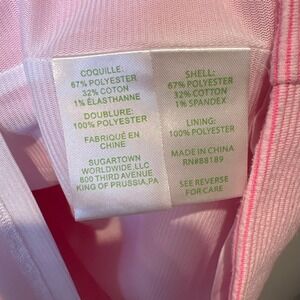 COQUILLE:
67% POLYESTER
32% COTON
1% ÉLASTHANNE
DOUBLURE:
100% POLYESTER
FABRIQUÉ EN
CHINE
SUGARTOWN
WORLDWIDE, LLC
800 THIRD AVENUE
KING OF PRUSSIA, PA
SHELL:
67% POLYESTER
32% COTTON
1% SPANDEX
LINING:
100% POLYESTER
MADE IN CHINA
RN#88189
SEE REVERSE
FOR CARE